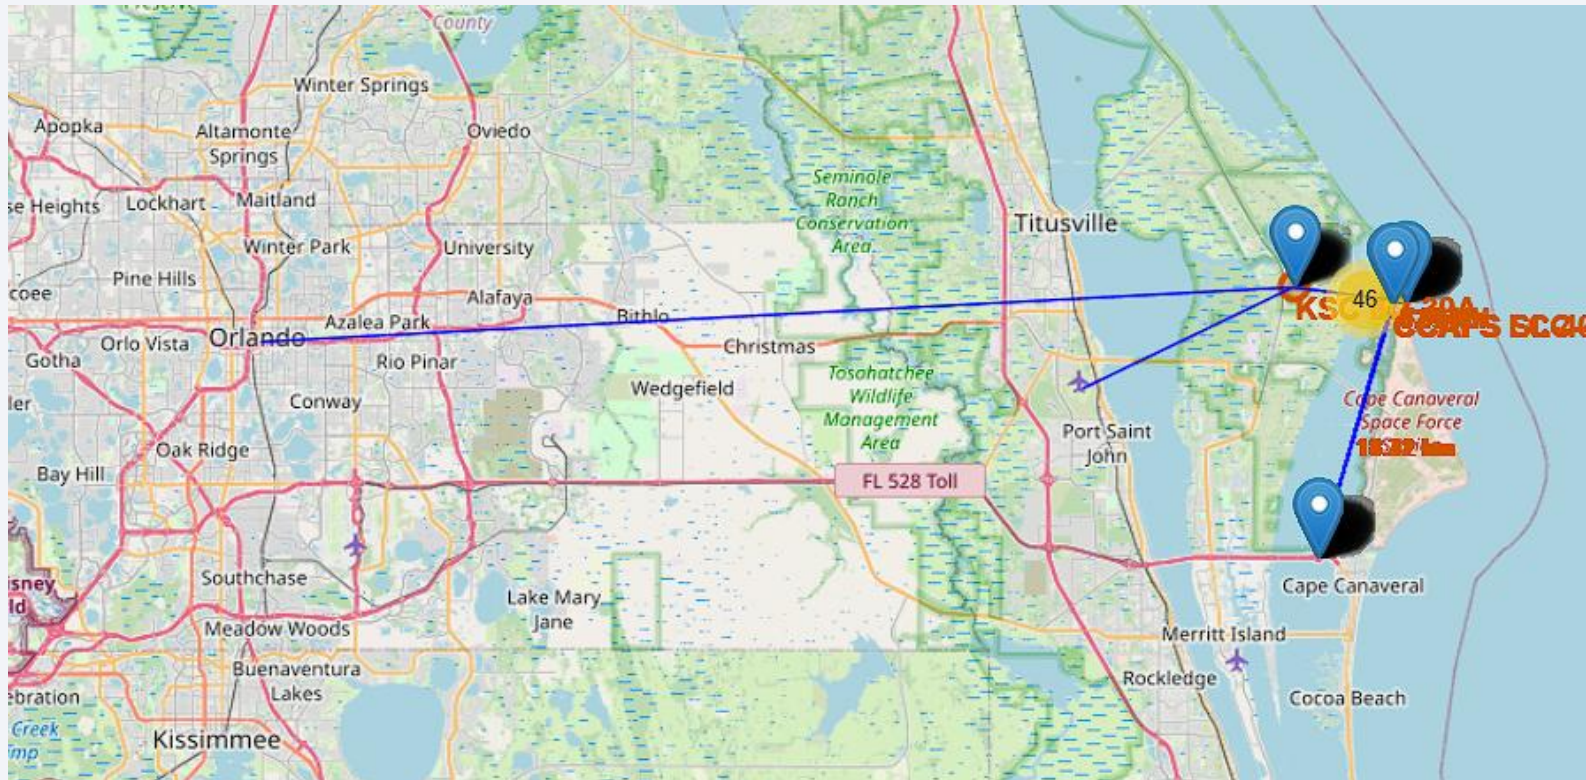 County
Winter Springs
Apopka
Altamonte
Springs
Oviedo
Seminole
Ranch
Conservation
Area
se Heights
Lockhart
Maitland
Titusville
Winter Park
University
Pine Hills
coee
Alafaya
46
Bithlo
Azalea Park
Orlando
Orlo Vista
Christmas
Gotha
Rio Pinar
Tosohatchee
Wildlife
Management
Area
Wedgefield
ler
Conway
Cape Canaveral
Space Force
Port Saint
John
Oak Ridge
Bay Hill
FL 528 Toll
isney
ld
Southchase
Cape Canaveral
Lake Mary
Jane
Meadow Woods
Merritt Island
Buenaventura
Lakes
Rockledge
ebration
Cocoa Beach
Creek
Kissimmee